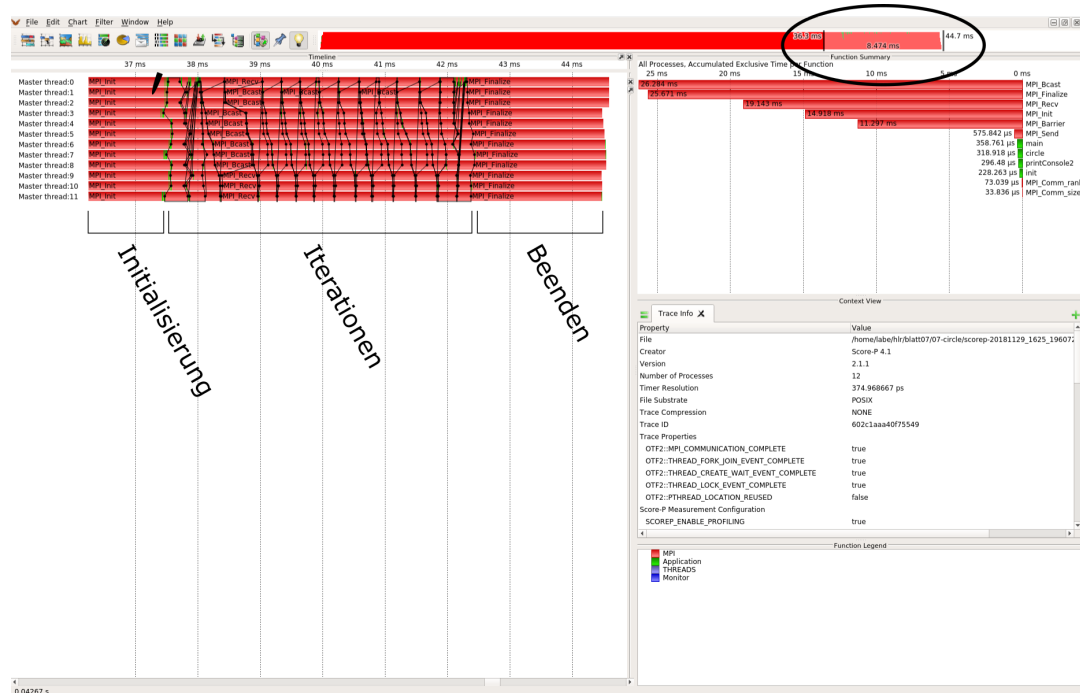 File Edit Chart Filter Window Help
36.3 ms 8.474 ms 44.7 ms
Timeline
37 ms 38 ms 39 ms 40 ms 41 ms 42 ms 43 ms 44 ms
Master thread:0 MPI_Init MPI_Recv MPI_Finalize
Master thread:1 MPI_Init MPI_Bcast MPI_Bcast MPI_Finalize
Master thread:2 MPI_Init MPI_Bcast MPI_Finalize
Master thread:3 MPI_Init MPI_Bcast MPI_Finalize
Master thread:4 MPI_Init MPI_Bcast MPI_Finalize
Master thread:5 MPI_Init MPI_Bcast MPI_Finalize
Master thread:6 MPI_Init MPI_Bcast MPI_Finalize
Master thread:7 MPI_Init MPI_Bcast MPI_Finalize
Master thread:8 MPI_Init MPI_Bcast MPI_Finalize
Master thread:9 MPI_Init MPI_Recv MPI_Finalize
Master thread:10 MPI_Init MPI_Recv MPI_Finalize
Master thread:11 MPI_Init MPI_Recv MPI_Finalize
Initialisierung
Iterationen
Beenden
0.04267 s
Function Summary
All Processes, Accumulated Exclusive Time per Function
25 ms 20 ms 15 ms 10 ms 5 ms 0 ms
26.284 ms MPI_Bcast
25.671 ms MPI_Finalize
19.143 ms MPI_Recv
14.918 ms MPI_Init
11.297 ms MPI_Barrier
575.842 µs MPI_Send
358.761 µs main
318.918 µs circle
296.48 µs printConsole2
228.263 µs init
73.039 µs MPI_Comm_rank
33.836 µs MPI_Comm_size
Context View
Trace Info
Property Value
File /home/labe/hlr/blatt07/07-circle/scorep-20181129_1625_196072
Creator Score-P 4.1
Version 2.1.1
Number of Processes 12
Timer Resolution 374.968667 ps
File Substrate POSIX
Trace Compression NONE
Trace ID 602c1aaa40f75549
Trace Properties
OTF2::MPI_COMMUNICATION_COMPLETE true
OTF2::THREAD_FORK_JOIN_EVENT_COMPLETE true
OTF2::THREAD_CREATE_WAIT_EVENT_COMPLETE true
OTF2::THREAD_LOCK_EVENT_COMPLETE true
OTF2::PTHREAD_LOCATION_REUSED false
Score-P Measurement Configuration
SCOREP_ENABLE_PROFILING true
Function Legend
MPI
Application
THREADS
Monitor